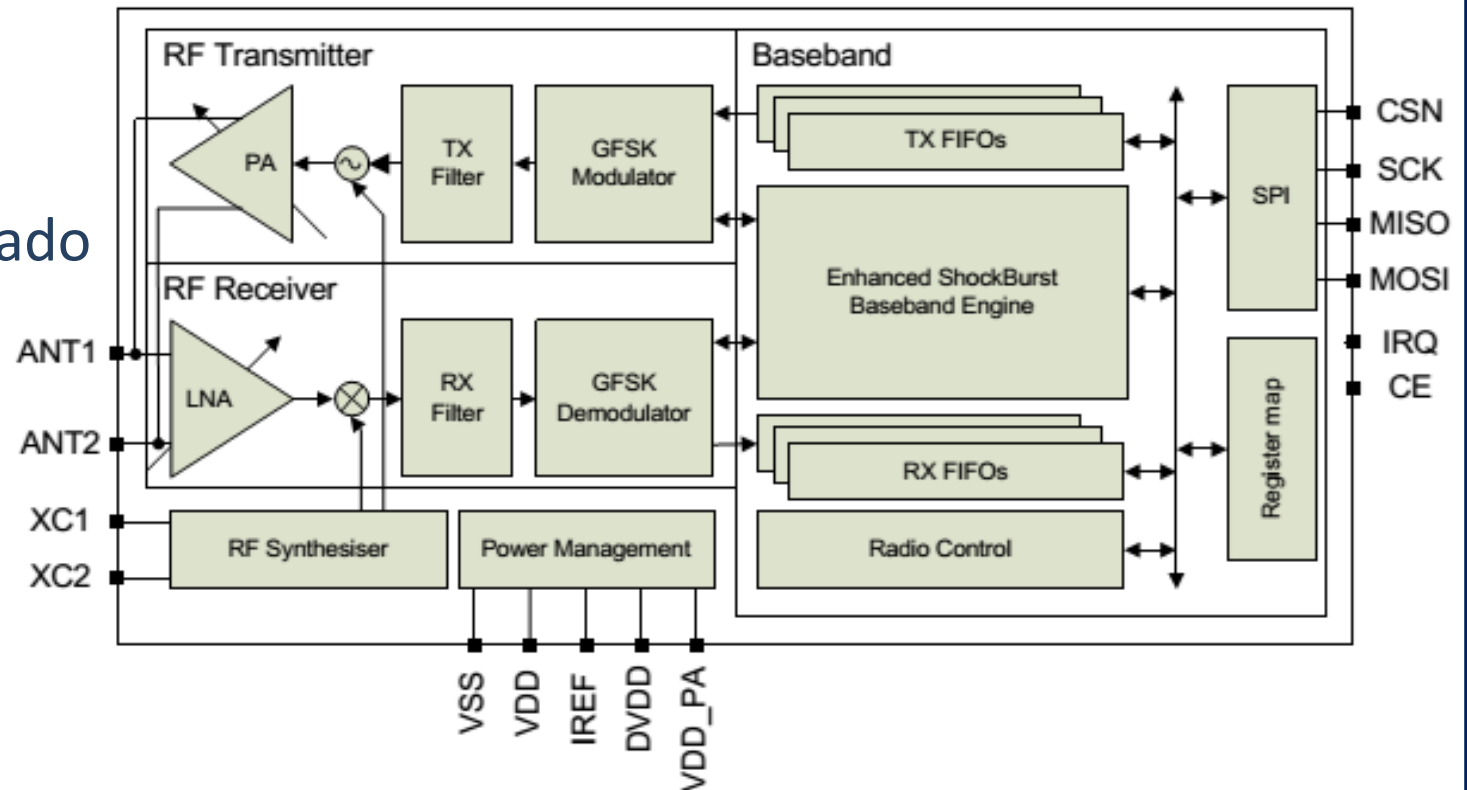 RF Transmitter
PA
TX
Filter
GFSK
Modulator
Baseband
TX FIFOs
Enhanced ShockBurst
Baseband Engine
RX FIFOs
Radio Control
SPI
Register map
CSN
SCK
MISO
MOSI
IRQ
CE
ado
RF Receiver
LNA
RX
Filter
GFSK
Demodulator
ANT1
ANT2
XC1
XC2
RF Synthesiser
Power Management
VSS
VDD
IREF
DVDD
VDD_PA